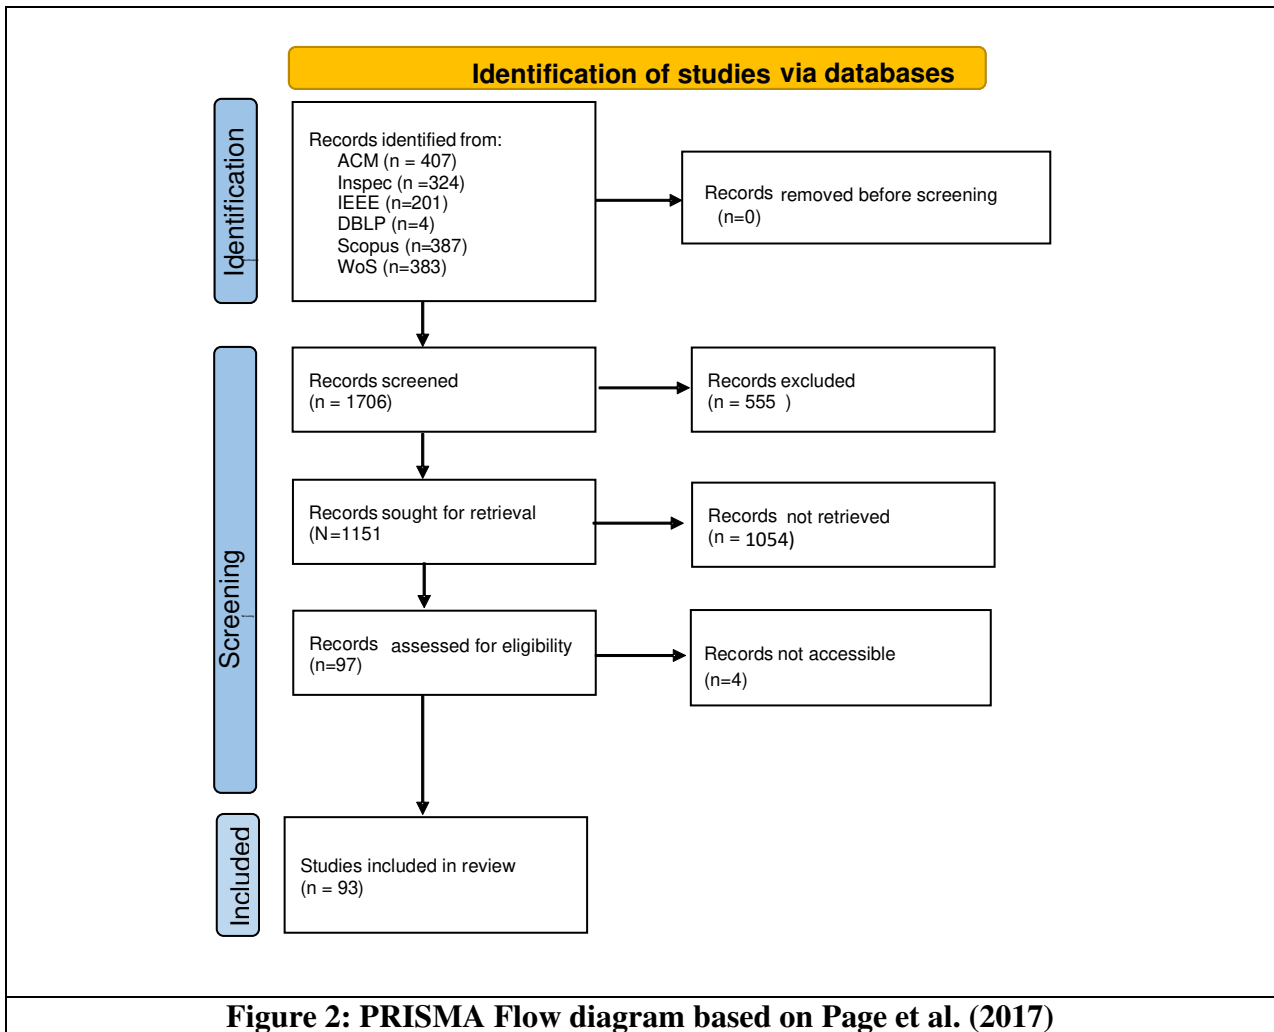 Identification of studies via databases
Identification
Records identified from:
ACM (n = 407)
Inspec (n =324)
IEEE (n=201)
DBLP (n=4)
Scopus (n=387)
WoS (n=383)
Records removed before screening
(n=0)
Screening
Records screened
(n = 1706)
Records excluded
(n = 555 )
Records sought for retrieval
(N=1151
Records not retrieved
(n = 1054)
Records assessed for eligibility
(n=97)
Records not accessible
(n=4)
Included
Studies included in review
(n = 93)
Figure 2: PRISMA Flow diagram based on Page et al. (2017)